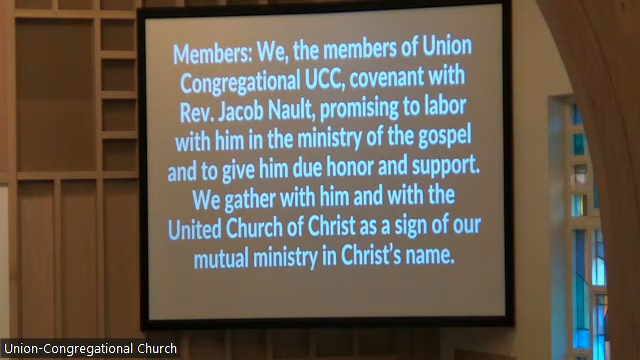 Members: We, the members of Union
Congregational UCC, covenant with
Rev. Jacob Nault, promising to labor
with him in the ministry of the gospel
and to give him due honor and support.
We gather with him and with the
United Church of Christ as a sign of our
mutual ministry in Christ's name.
Union-Congregational Church